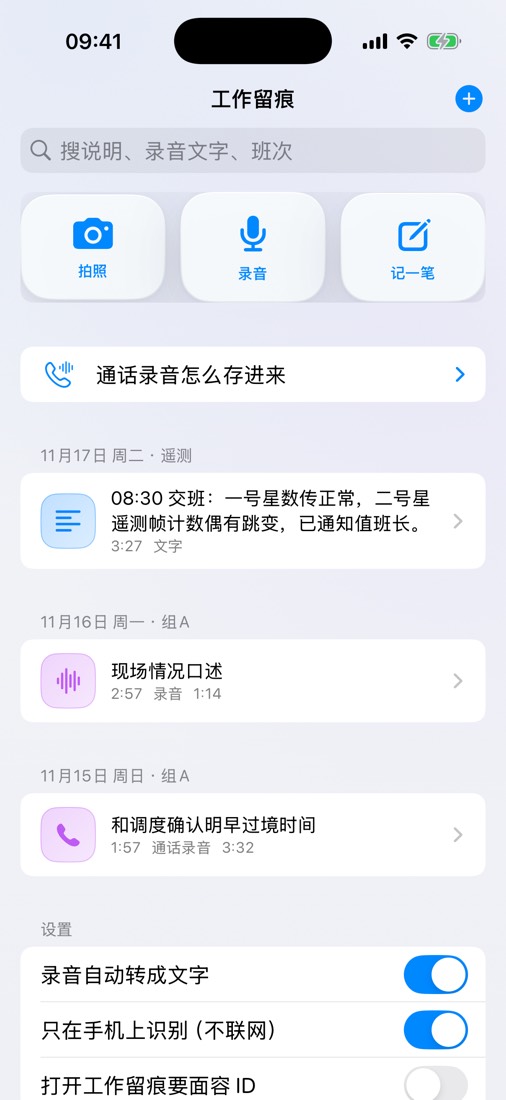 09:41
工作留痕
搜说明、录音文字、班次
拍照
录音
记一笔
通话录音怎么存进来
11月17日 周二 · 遥测
08:30 交班：一号星数传正常，二号星
遥测帧计数偶有跳变，已通知值班长。
3:27 文字
11月16日 周一 · 组A
现场情况口述
2:57 录音 1:14
11月15日 周日 · 组A
和调度确认明早过境时间
1:57 通话录音 3:32
设置
录音自动转成文字
只在手机上识别（不联网）
打开工作留痕要面容 ID